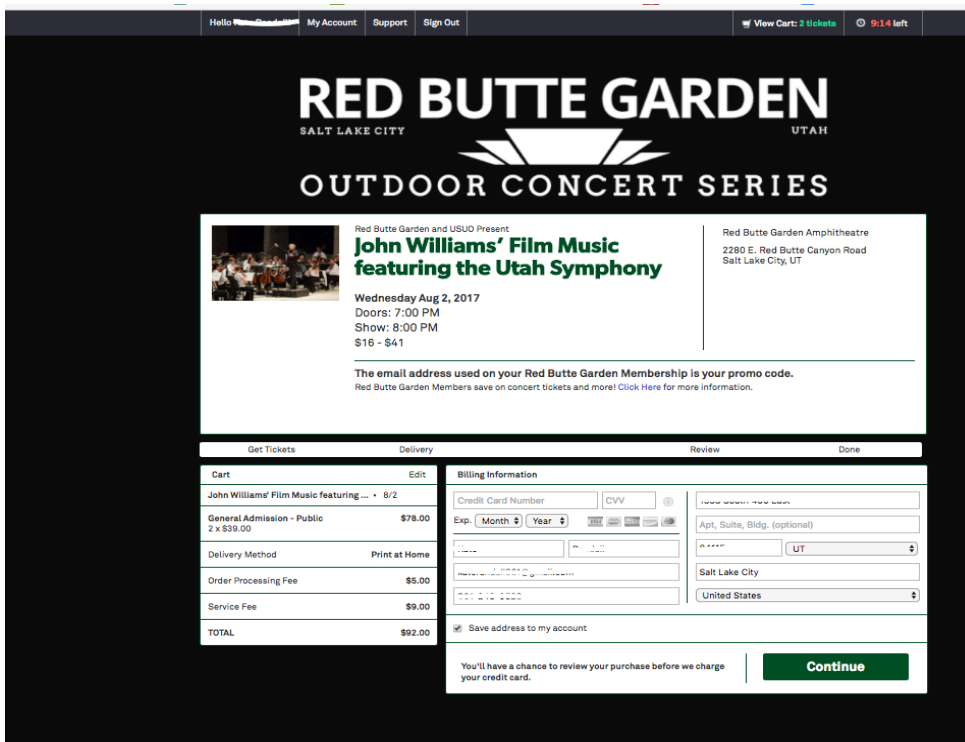 Hello
My Account
Support
Sign Out
View Cart: 2 tickets
9:14 left
RED BUTTE GARDEN
SALT LAKE CITY
UTAH
OUTDOOR CONCERT SERIES
Red Butte Garden and USUO Present
John Williams' Film Music
featuring the Utah Symphony
Wednesday Aug 2, 2017
Doors: 7:00 PM
Show: 8:00 PM
$16 - $41
Red Butte Garden Amphitheatre
2280 E. Red Butte Canyon Road
Salt Lake City, UT
The email address used on your Red Butte Garden Membership is your promo code.
Red Butte Garden Members save on concert tickets and more! Click Here for more information.
Get Tickets
Delivery
Review
Done
Cart
Edit
John Williams' Film Music featuring ... • 8/2
General Admission - Public
$78.00
2 x $39.00
Delivery Method
Print at Home
Order Processing Fee
$5.00
Service Fee
$9.00
TOTAL
$92.00
Billing Information
Credit Card Number
CVV
Exp.
Month
Year
VISA
Apt, Suite, Bldg. (optional)
UT
Salt Lake City
United States
Save address to my account
You'll have a chance to review your purchase before we charge
your credit card.
Continue